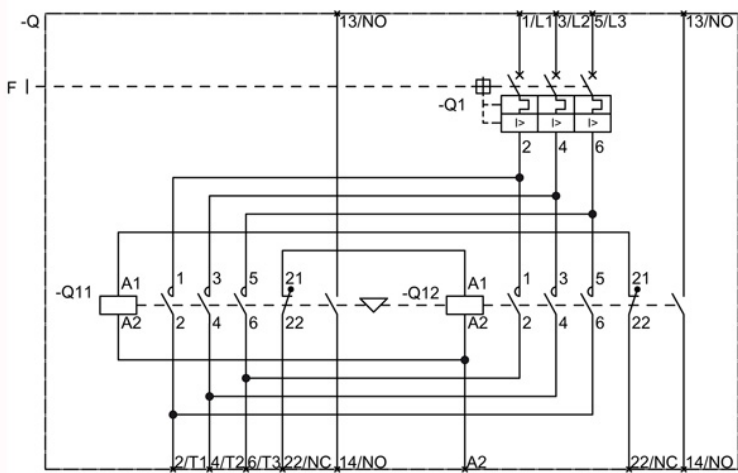 -Q 13/NO 1/L1 3/L2 5/L3 13/NO
F
-Q1
I> I> I>
2 4 6
A1 1 3 5 21 A1 1 3 5 21
-Q11 -Q12
A2 2 4 6 22 A2 2 4 6 22
2/T1 4/T2 6/T3 22/NC 14/NO A2 22/NC 14/NO